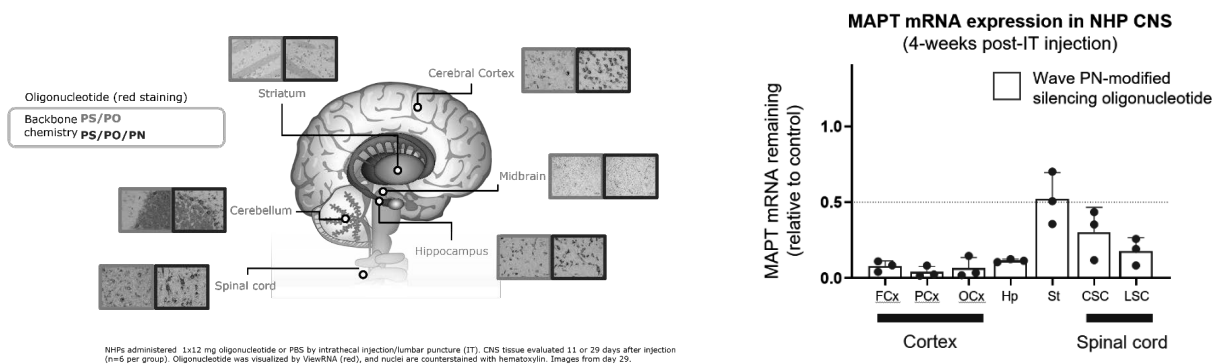 Oligonucleotide (red staining)
Backbone PS/PO
chemistry PS/PO/PN
Striatum
Cerebral Cortex
Midbrain
Cerebellum
Hippocampus
Spinal cord
NHPs administered 1x12 mg oligonucleotide or PBS by intrathecal injection/lumbar puncture (IT). CNS tissue evaluated 11 or 29 days after injection
(n=6 per group). Oligonucleotide was visualized by ViewRNA (red), and nuclei are counterstained with hematoxylin. Images from day 29.
MAPT mRNA expression in NHP CNS
(4-weeks post-IT injection)
Wave PN-modified
silencing oligonucleotide
MAPT mRNA remaining
(relative to control)
1.0
0.5
0.0
FCx PCx OCx Hp St CSC LSC
Cortex Spinal cord